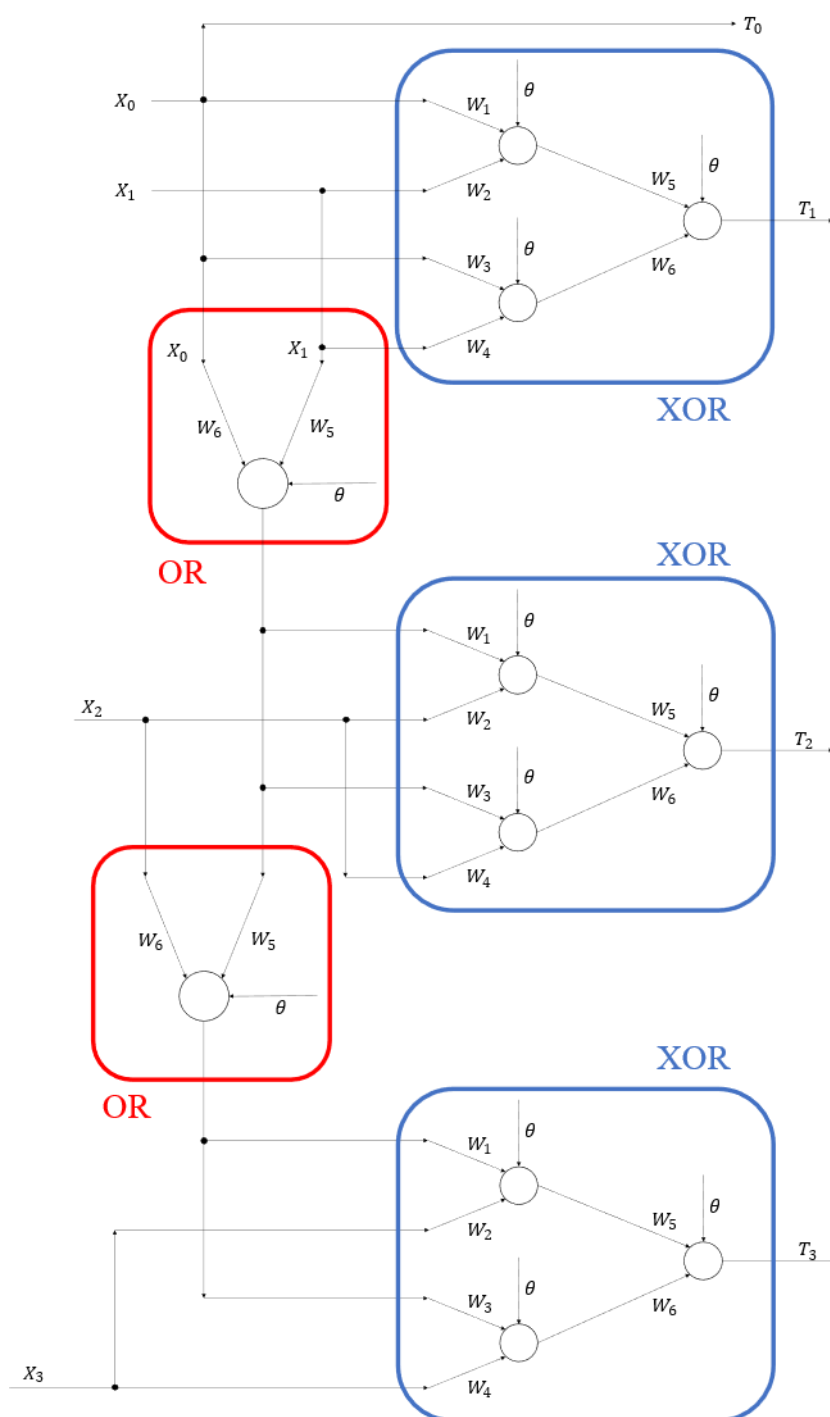 T₀
X₀
θ
W₁
θ
X₁
W₂
W₅
T₁
θ
W₃
W₆
X₀
X₁
W₄
XOR
W₆
W₅
θ
OR
XOR
θ
W₁
θ
X₂
W₂
W₅
T₂
θ
W₃
W₆
W₄
W₆
W₅
θ
XOR
OR
θ
W₁
θ
W₂
W₅
T₃
θ
W₃
W₆
X₃
W₄